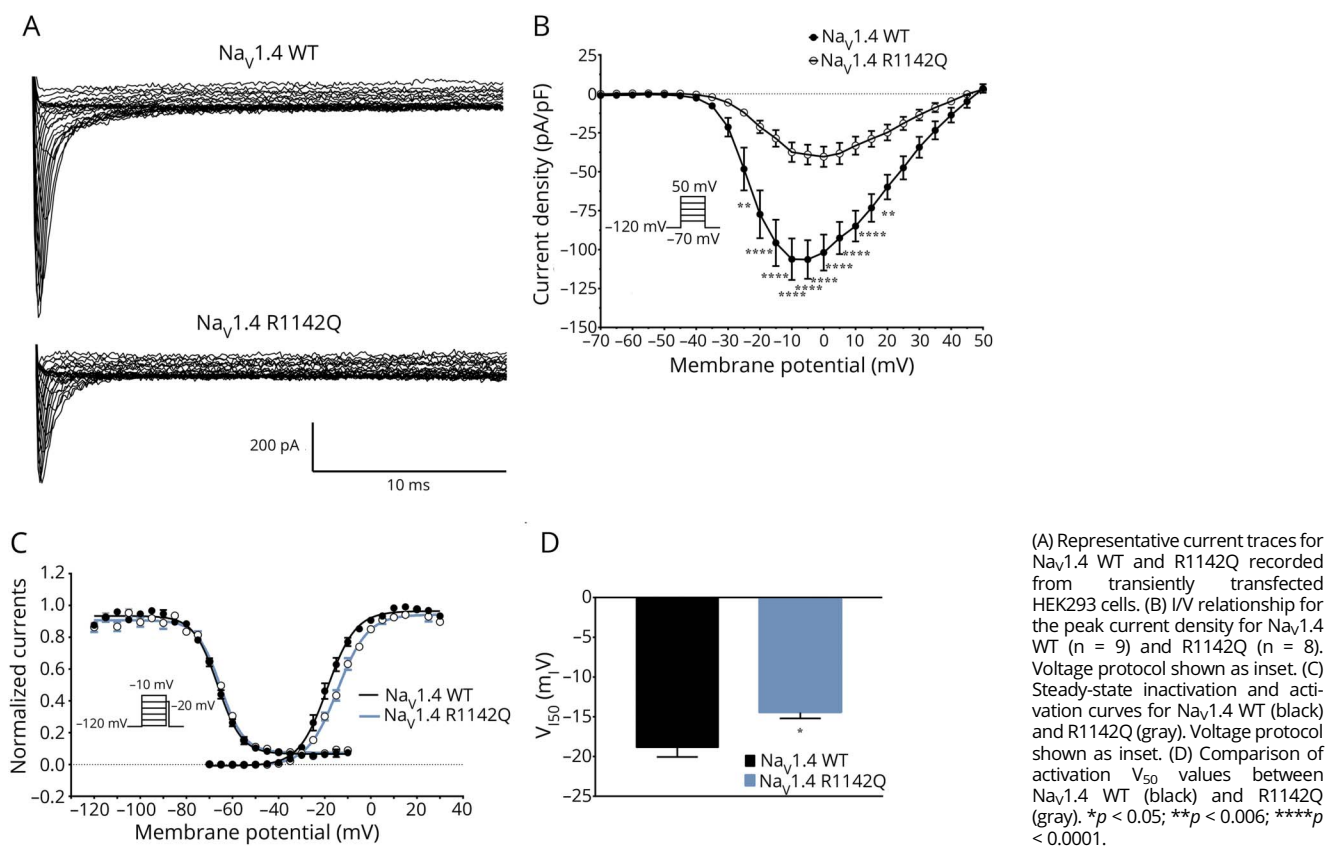 A
NaV1.4 WT
NaV1.4 R1142Q
200 pA
10 ms
B
NaV1.4 WT
NaV1.4 R1142Q
25
0
−25
−50
−75
−100
−125
−150
Current density (pA/pF)
50 mV
−120 mV
−70 mV
**
****
****
****
****
****
****
****
****
**
−70 −60 −50 −40 −30 −20 −10 0 10 20 30 40 50
Membrane potential (mV)
C
1.2
1.0
0.8
0.6
0.4
0.2
0.0
−0.2
Normalized currents
−10 mV
−20 mV
−120 mV
NaV1.4 WT
NaV1.4 R1142Q
−120 −100 −80 −60 −40 −20 0 20 40
Membrane potential (mV)
D
0
−5
−10
−15
−20
−25
VI50 (mIV)
*
NaV1.4 WT
NaV1.4 R1142Q
(A) Representative current traces for
NaV1.4 WT and R1142Q recorded
from transiently transfected
HEK293 cells. (B) I/V relationship for
the peak current density for NaV1.4
WT (n = 9) and R1142Q (n = 8).
Voltage protocol shown as inset. (C)
Steady-state inactivation and acti-
vation curves for NaV1.4 WT (black)
and R1142Q (gray). Voltage protocol
shown as inset. (D) Comparison of
activation V50 values between
NaV1.4 WT (black) and R1142Q
(gray). *p < 0.05; **p < 0.006; ****p
< 0.0001.